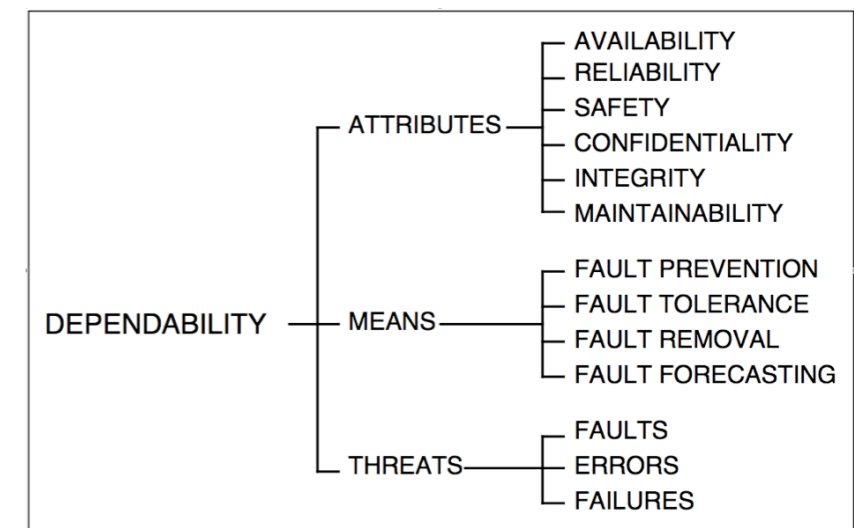 DEPENDABILITY
ATTRIBUTES
AVAILABILITY
RELIABILITY
SAFETY
CONFIDENTIALITY
INTEGRITY
MAINTAINABILITY
MEANS
FAULT PREVENTION
FAULT TOLERANCE
FAULT REMOVAL
FAULT FORECASTING
THREATS
FAULTS
ERRORS
FAILURES